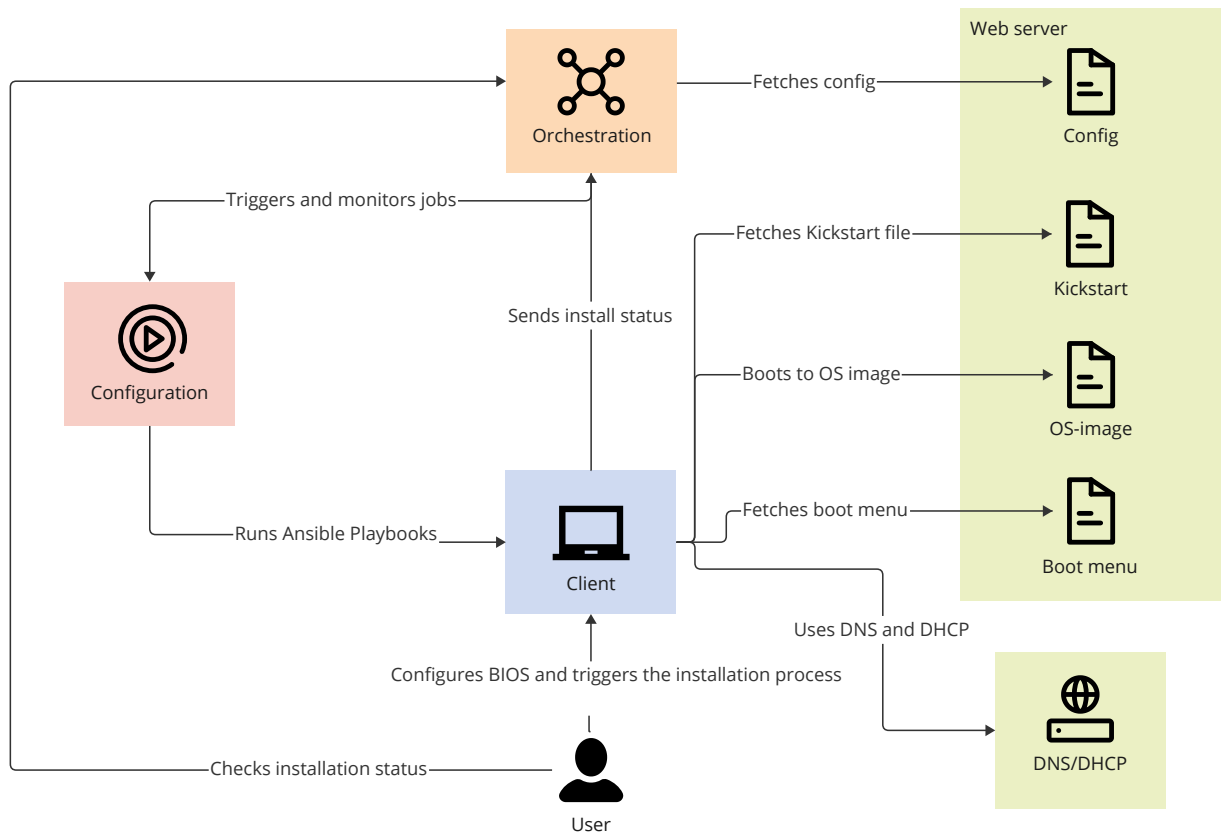 Web server
Fetches config
Orchestration
Config
Triggers and monitors jobs
Fetches Kickstart file
Kickstart
Sends install status
Configuration
Boots to OS image
OS-image
Fetches boot menu
Runs Ansible Playbooks
Boot menu
Client
Uses DNS and DHCP
Configures BIOS and triggers the installation process
DNS/DHCP
Checks installation status
User